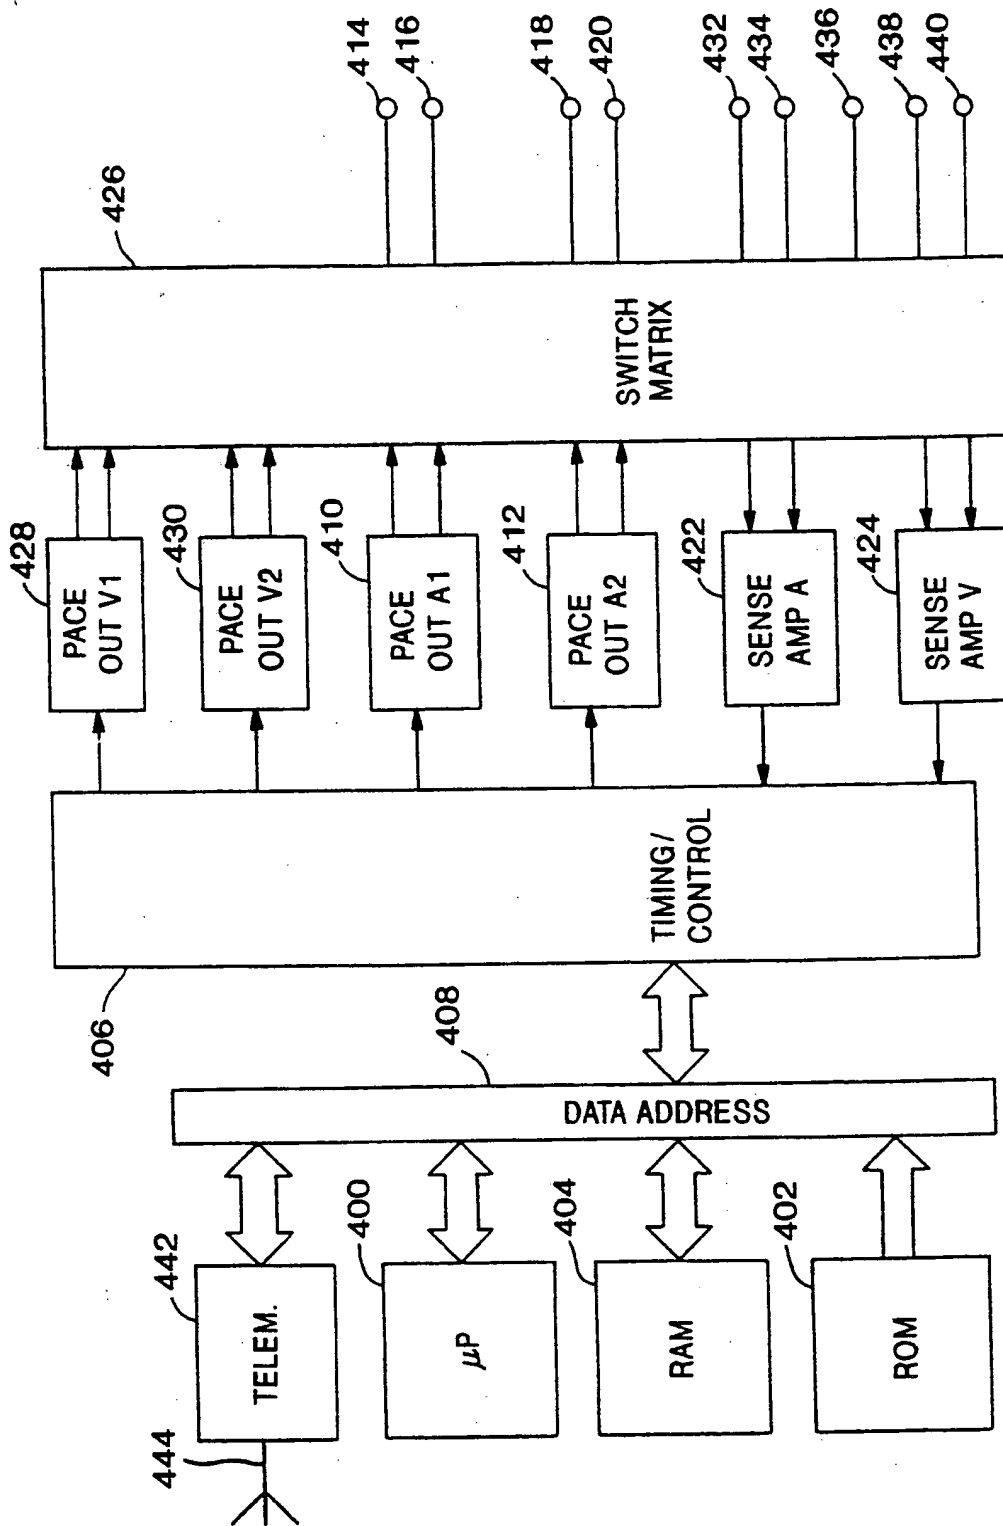 444
442
TELEM.
400
μP
404
RAM
402
ROM
408
DATA ADDRESS
406
TIMING/
CONTROL
428
PACE
OUT V1
430
PACE
OUT V2
410
PACE
OUT A1
412
PACE
OUT A2
422
SENSE
AMP A
424
SENSE
AMP V
426
SWITCH
MATRIX
414
416
418
420
432
434
436
438
440